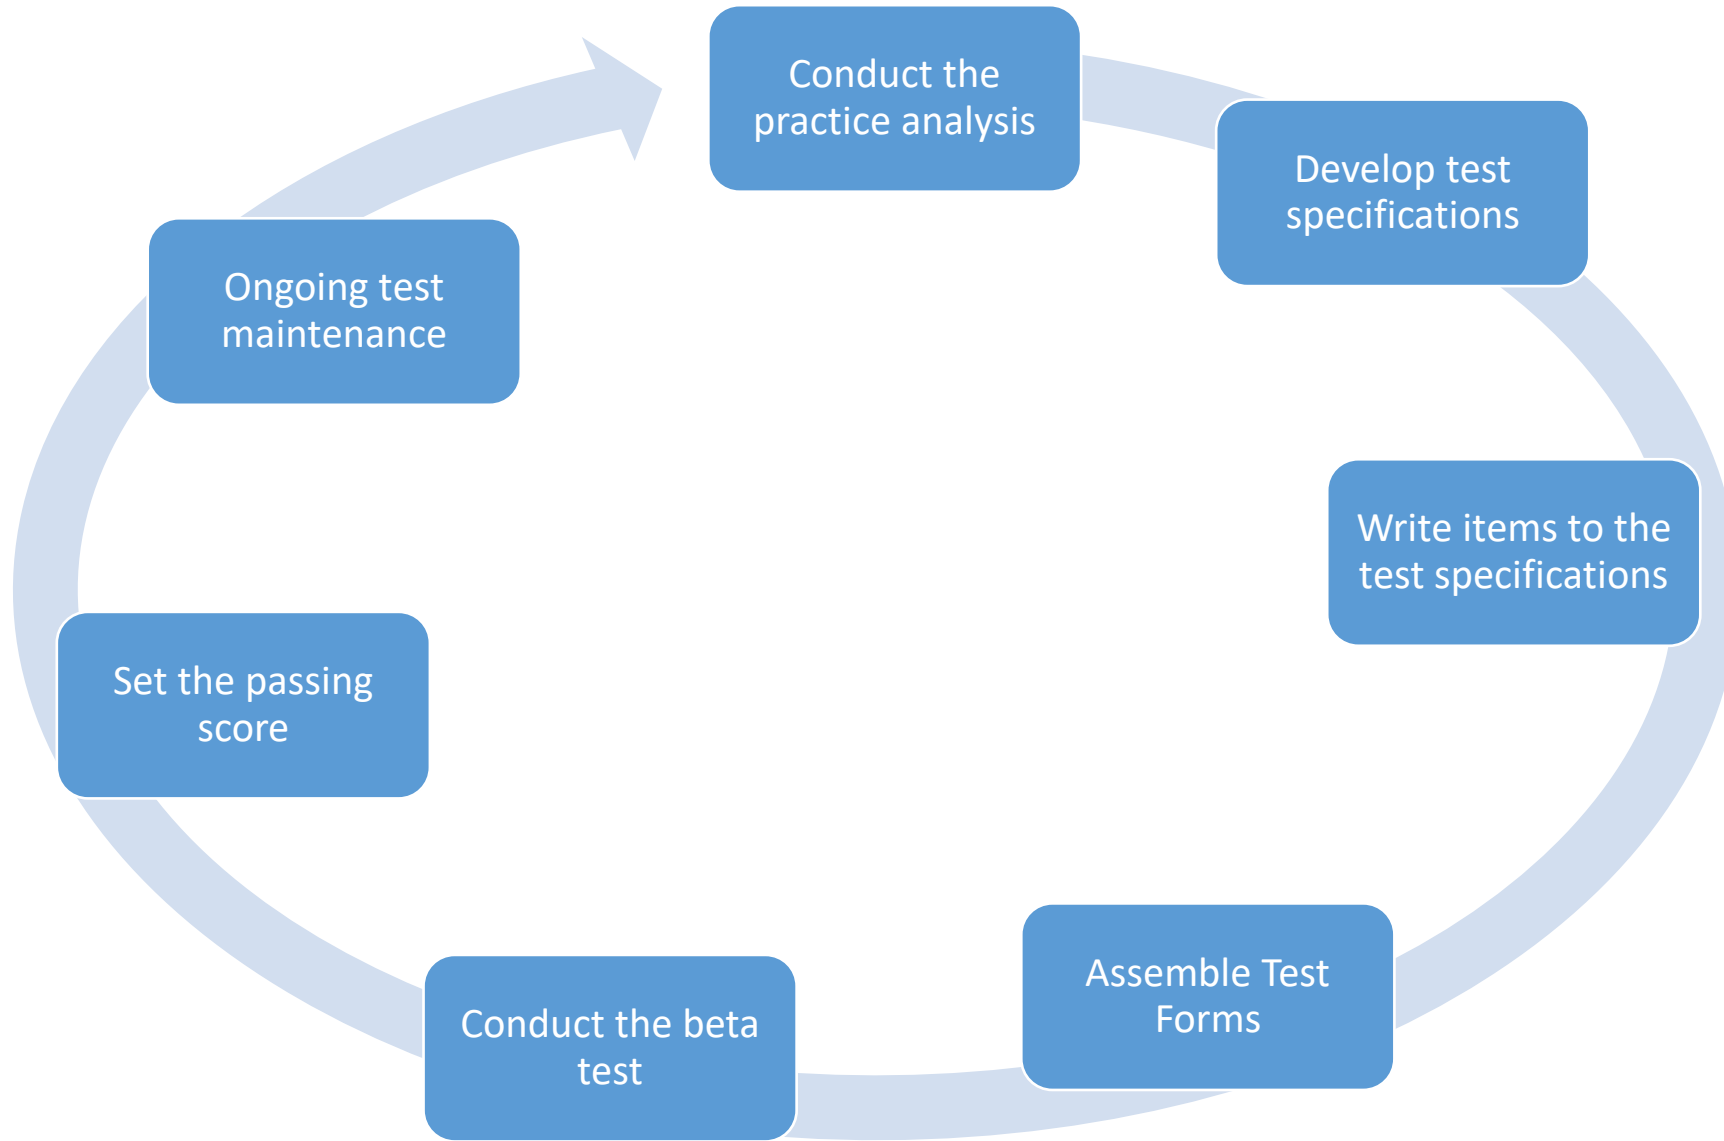 Conduct the
practice analysis
Develop test
specifications
Write items to the
test specifications
Assemble Test
Forms
Conduct the beta
test
Set the passing
score
Ongoing test
maintenance